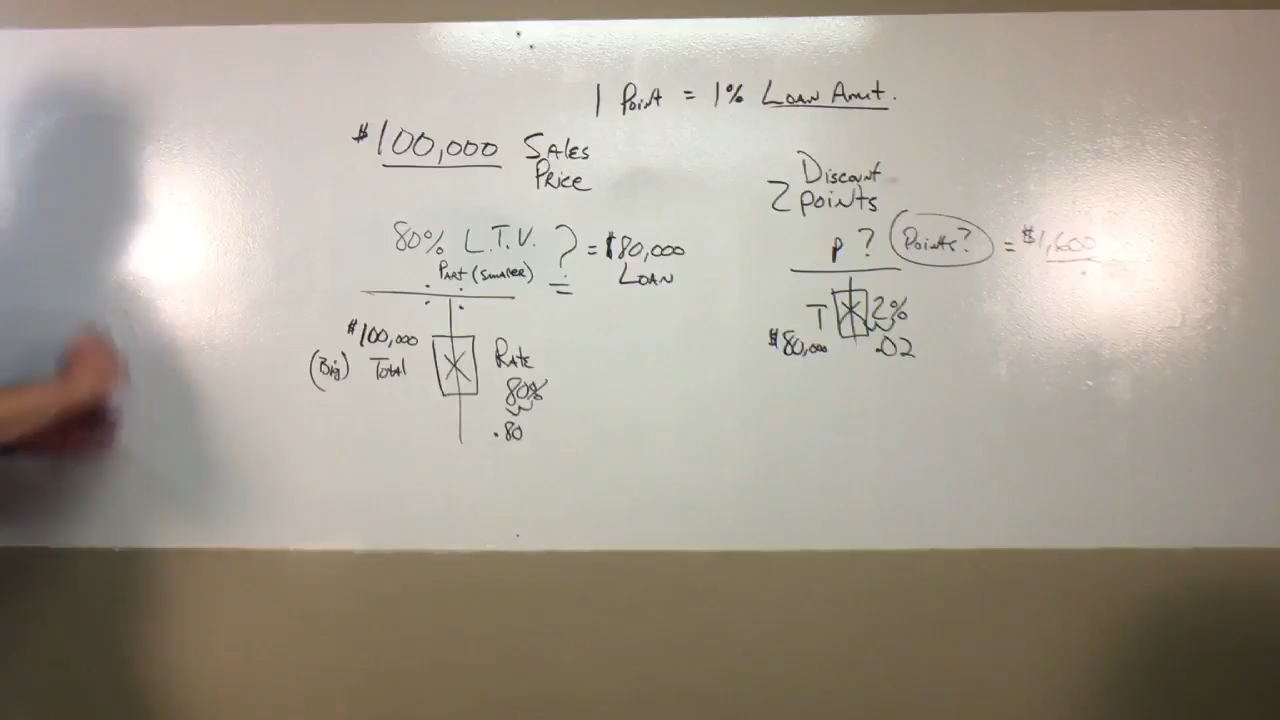 1 Point = 1% Loan Amt.
$100,000 Sales
Price
80% L.T.V. ? = $80,000
Part (smaller) Loan
$100,000
(Big) Total
Rate
80%
.80
Discount
2 Points
P ? Points? = $1,600
T 2%
$80,000 .02